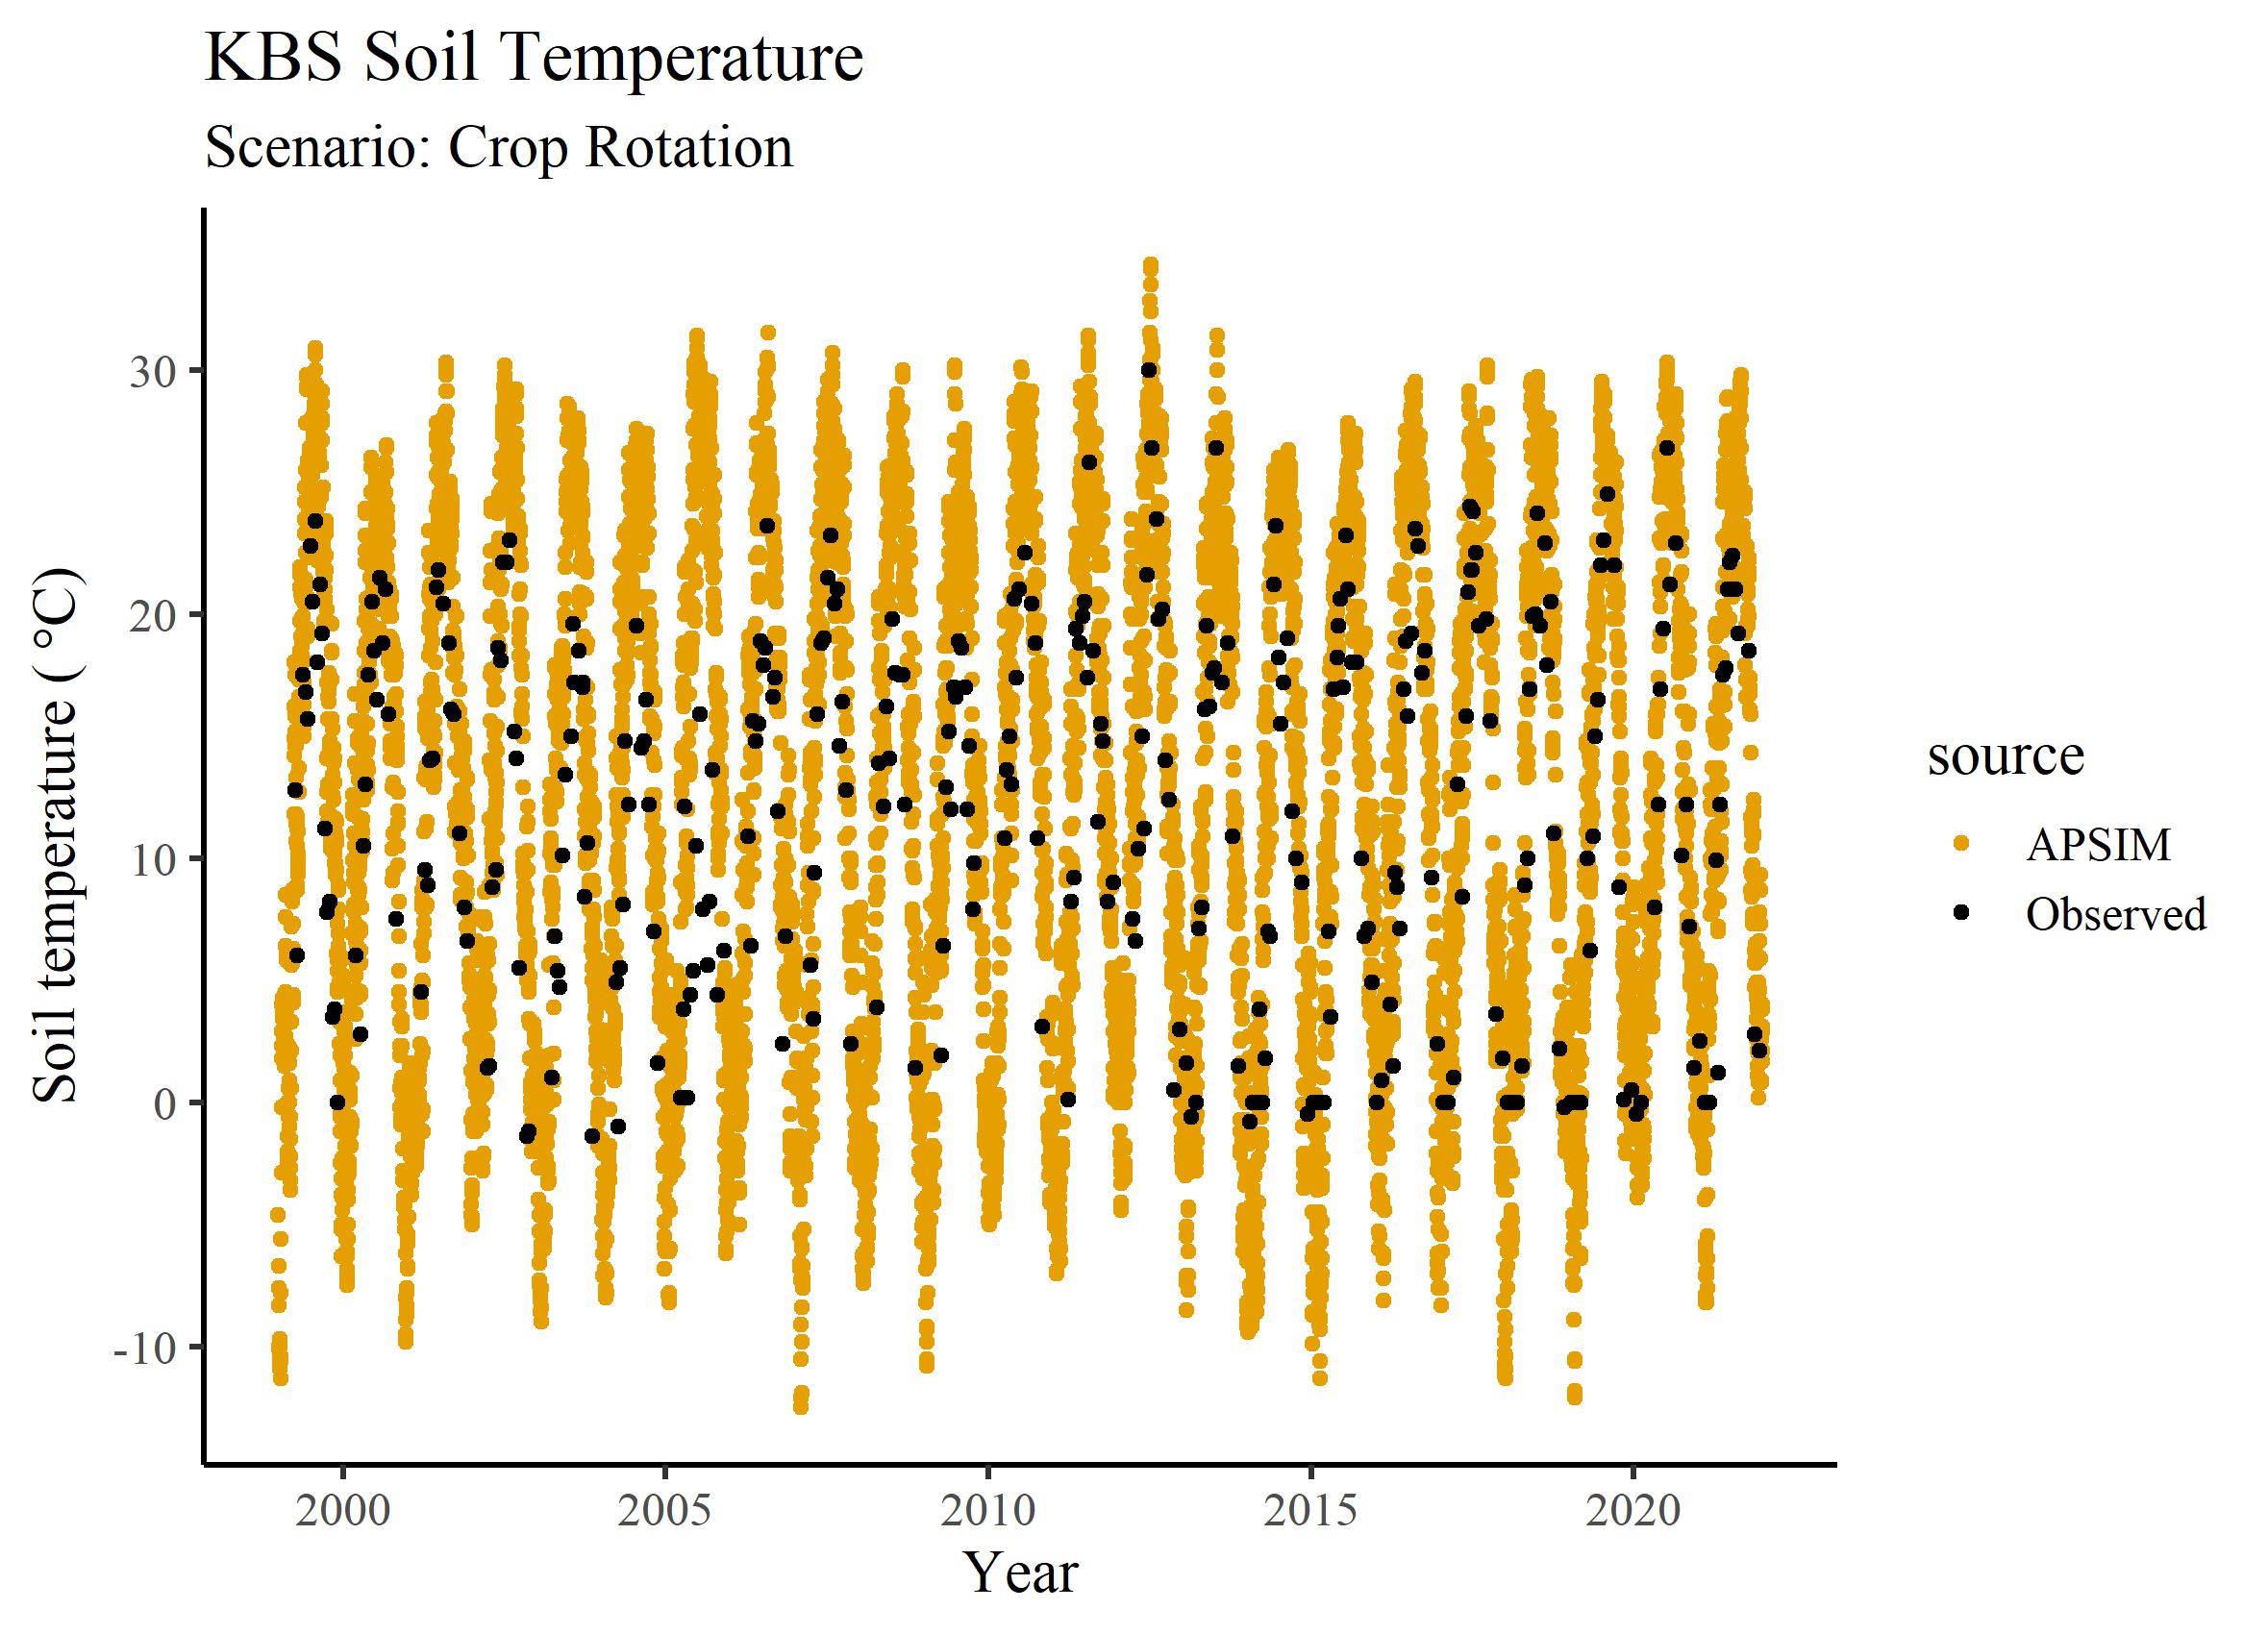 KBS Soil Temperature
Scenario: Crop Rotation
Soil temperature ( °C)
30
20
10
0
-10
2000
2005
2010
2015
2020
Year
source
APSIM
Observed